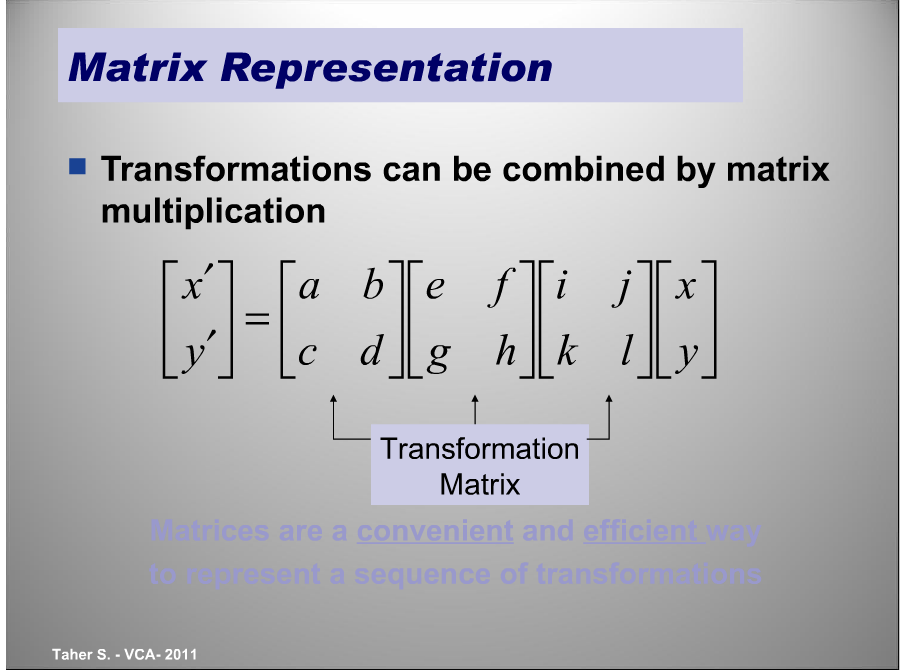 Matrix Representation
Transformations can be combined by matrix
multiplication
[x′] = [a b][e f][i j][x]
[y′] [c d][g h][k l][y]
Transformation
Matrix
Matrices are a convenient and efficient way
to represent a sequence of transformations
Taher S. - VCA- 2011